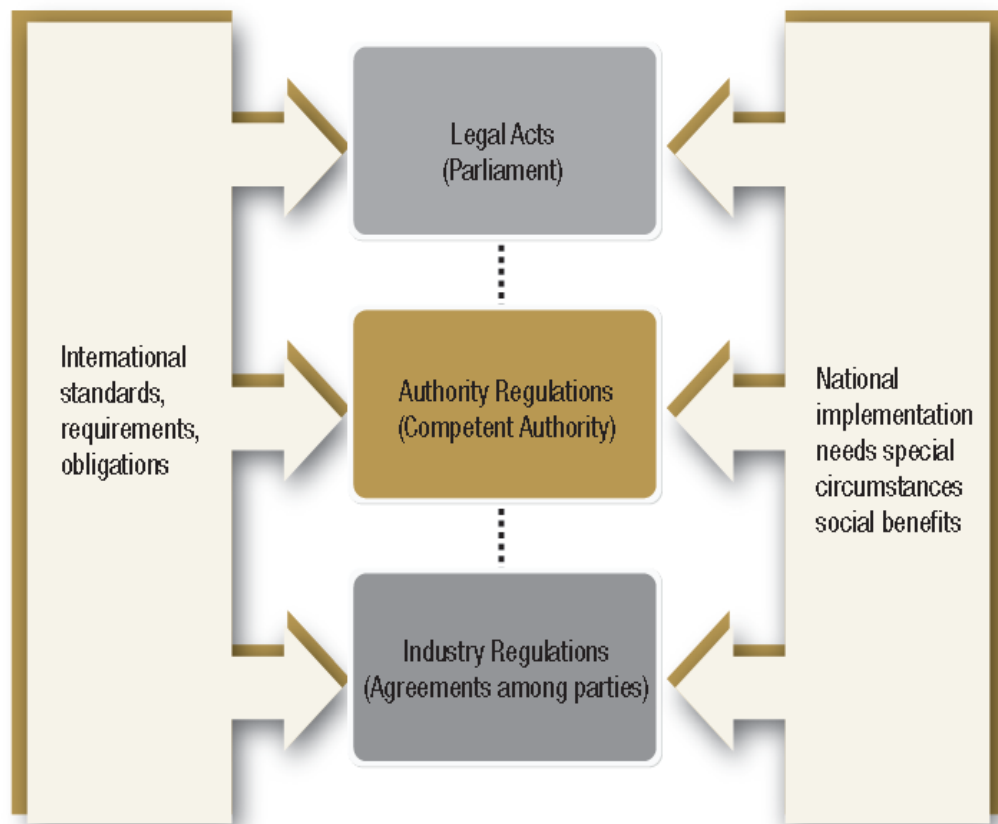 Legal Acts
(Parliament)
International
standards,
requirements,
obligations
Authority Regulations
(Competent Authority)
National
implementation
needs special
circumstances
social benefits
Industry Regulations
(Agreements among parties)